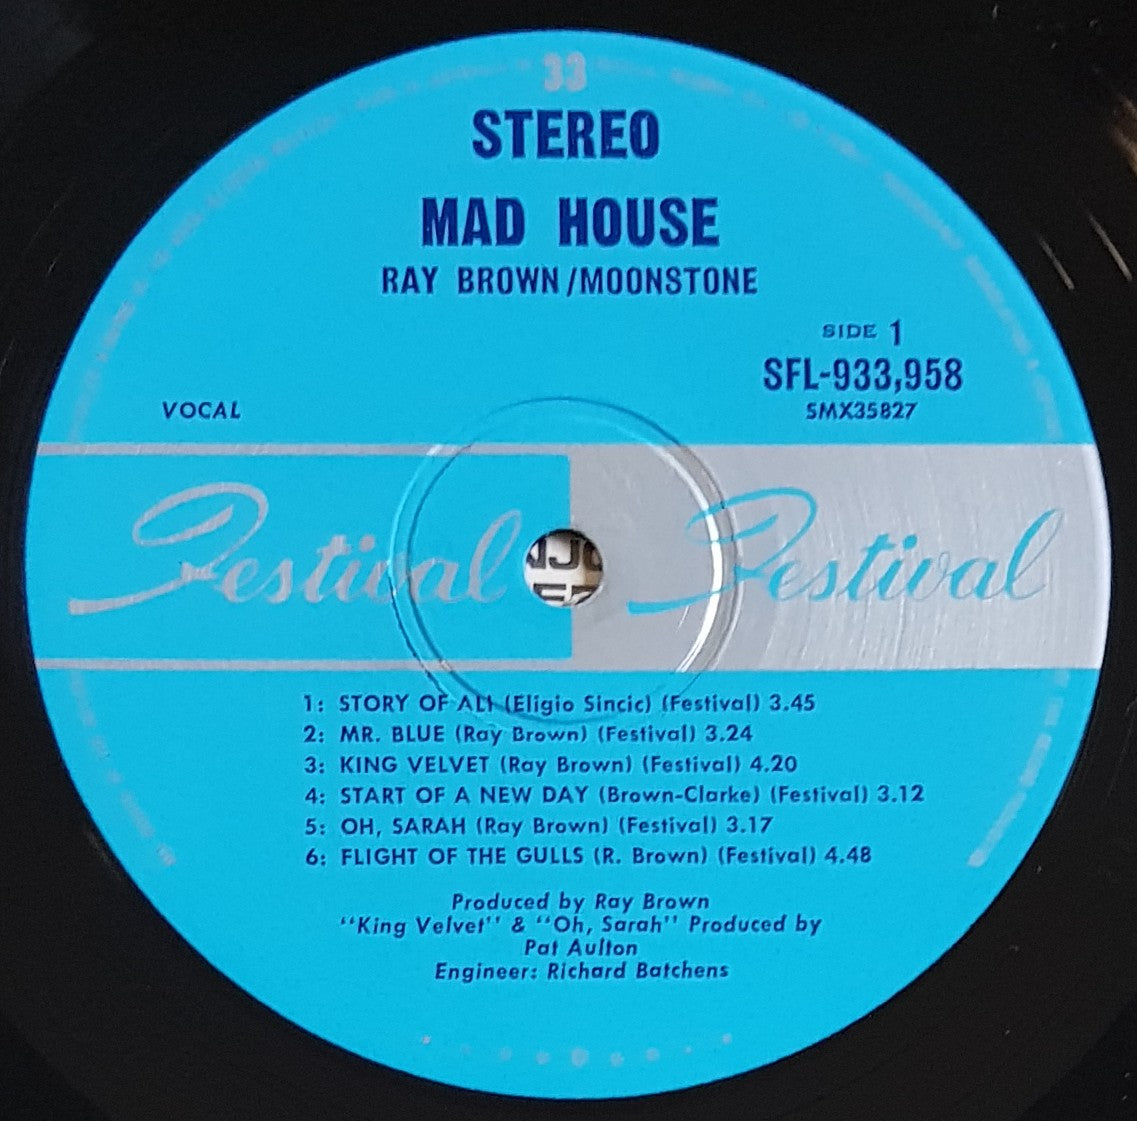 33
STEREO
MAD HOUSE
RAY BROWN/MOONSTONE
SIDE 1
SFL-933,958
VOCAL
SMX35827
Festival Festival
1: STORY OF ALI (Eligio Sincic) (Festival) 3.45
2: MR. BLUE (Ray Brown) (Festival) 3.24
3: KING VELVET (Ray Brown) (Festival) 4.20
4: START OF A NEW DAY (Brown-Clarke) (Festival) 3.12
5: OH, SARAH (Ray Brown) (Festival) 3.17
6: FLIGHT OF THE GULLS (R. Brown) (Festival) 4.48
Produced by Ray Brown
"King Velvet" & "Oh, Sarah" Produced by
Pat Aulton
Engineer: Richard Batchens